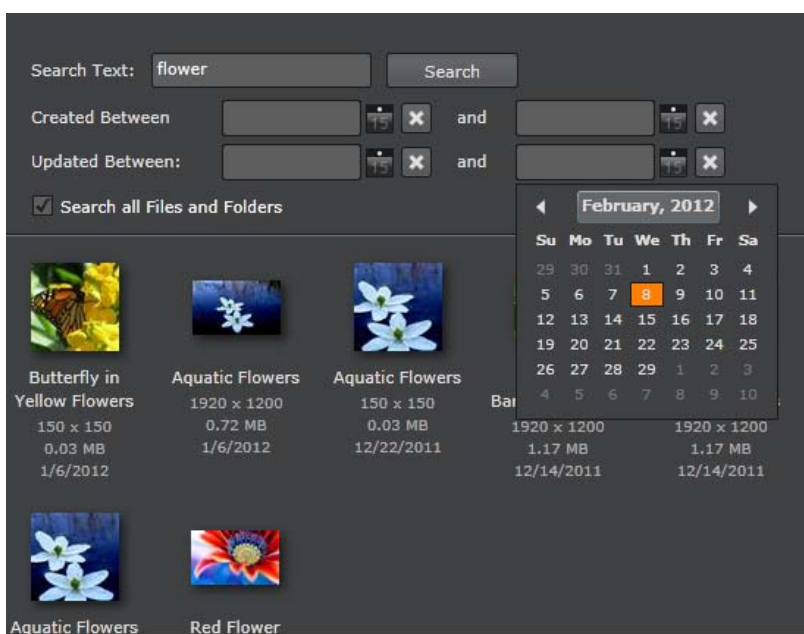 Search Text: flower Search
Created Betwee and
Updated Between: and
Search all Files and Folders
February, 2012
Su Mo Tu We Th Fr Sa
29 30 31 1 2 3 4
5 6 7 8 9 10 11
12 13 14 15 16 17 18
19 20 21 22 23 24 25
26 27 28 29 1 2 3
4 5 6 7 8 9 10
Butterfly in
Yellow Flowers
150 x 150
0.03 MB
1/6/2012
Aquatic Flowers
1920 x 1200
0.72 MB
1/6/2012
Aquatic Flowers
150 x 150
0.03 MB
12/22/2011
1920 x 1200
1.17 MB
12/14/2011
1920 x 1200
1.17 MB
12/14/2011
Aquatic Flowers
Red Flower